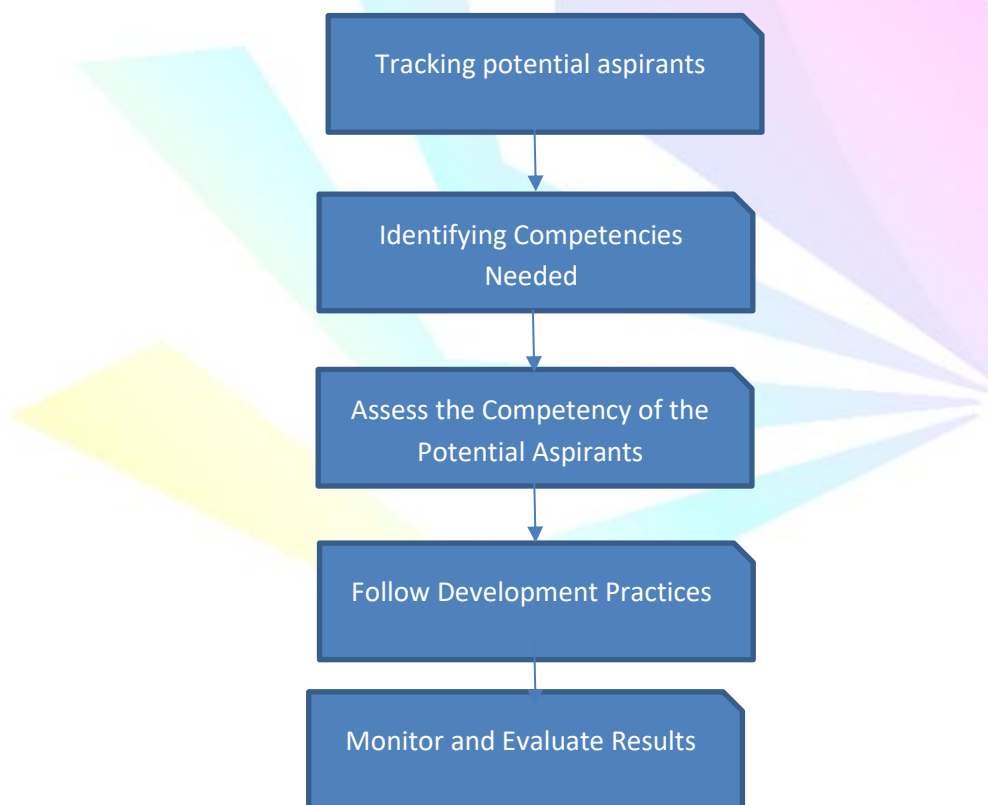 Tracking potential aspirants
Identifying Competencies
Needed
Assess the Competency of the
Potential Aspirants
Follow Development Practices
Monitor and Evaluate Results